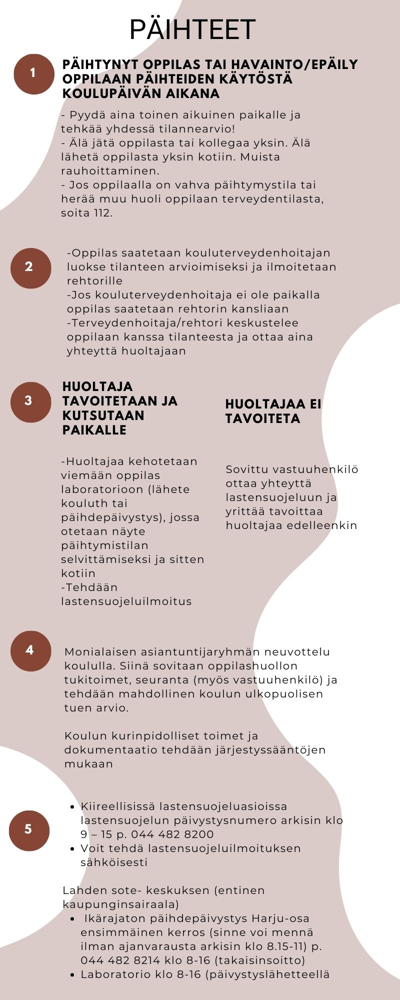 PÄIHTEET
1
PÄIHTYNYT OPPILAS TAI HAVAINTO/EPÄILY
OPPILAAN PÄIHTEIDEN KÄYTÖSTÄ
KOULUPÄIVÄN AIKANA
- Pyydä aina toinen aikuinen paikalle ja
tehkää yhdessä tilannearvio!
- Älä jätä oppilasta tai kollegaa yksin. Älä
lähetä oppilasta yksin kotiin. Muista
rauhoittaminen.
- Jos oppilaalla on vahva päihtymystila tai
herää muu huoli oppilaan terveydentilasta,
soita 112.
2
-Oppilas saatetaan kouluterveydenhoitajan
luokse tilanteen arvioimiseksi ja ilmoitetaan
rehtorille
-Jos kouluterveydenhoitaja ei ole paikalla
oppilas saatetaan rehtorin kansliaan
-Terveydenhoitaja/rehtori keskustelee
oppilaan kanssa tilanteesta ja ottaa aina
yhteyttä huoltajaan
3
HUOLTAJA
TAVOITETAAN JA
KUTSUTAAN
PAIKALLE
-Huoltajaa kehotetaan
viemään oppilas
laboratorioon (lähete
kouluth tai
päihdepäivystys), jossa
otetaan näyte
päihtymistilan
selvittämiseksi ja sitten
kotiin
-Tehdään
lastensuojeluilmoitus
HUOLTAJAA EI
TAVOITETA
Sovittu vastuuhenkilö
ottaa yhteyttä
lastensuojeluun ja
yrittää tavoittaa
huoltajaa edelleenkin
4
Monialaisen asiantuntijaryhmän neuvottelu
koululla. Siinä sovitaan oppilashuollon
tukitoimet, seuranta (myös vastuuhenkilö) ja
tehdään mahdollinen koulun ulkopuolisen
tuen arvio.
Koulun kurinpidolliset toimet ja
dokumentaatio tehdään järjestyssääntöjen
mukaan
5
• Kiireellisissä lastensuojeluasioissa
lastensuojelun päivystysnumero arkisin klo
9 – 15 p. 044 482 8200
• Voit tehdä lastensuojeluilmoituksen
sähköisesti
Lahden sote- keskuksen (entinen
kaupunginsairaala)
• Ikärajaton päihdepäivystys Harju-osa
ensimmäinen kerros (sinne voi mennä
ilman ajanvarausta arkisin klo 8.15-11) p.
044 482 8214 klo 8-16 (takaisinsoitto)
• Laboratorio klo 8-16 (päivystyslähetteellä